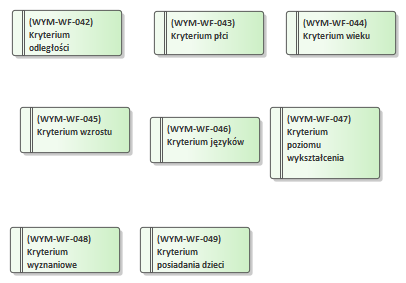 (WYM-WF-042)
Kryterium
odległości
(WYM-WF-043)
Kryterium płci
(WYM-WF-044)
Kryterium wieku
(WYM-WF-045)
Kryterium wzrostu
(WYM-WF-046)
Kryterium języków
(WYM-WF-047)
Kryterium
poziomu
wykształcenia
(WYM-WF-048)
Kryterium
wyznaniowe
(WYM-WF-049)
Kryterium
posiadania dzieci